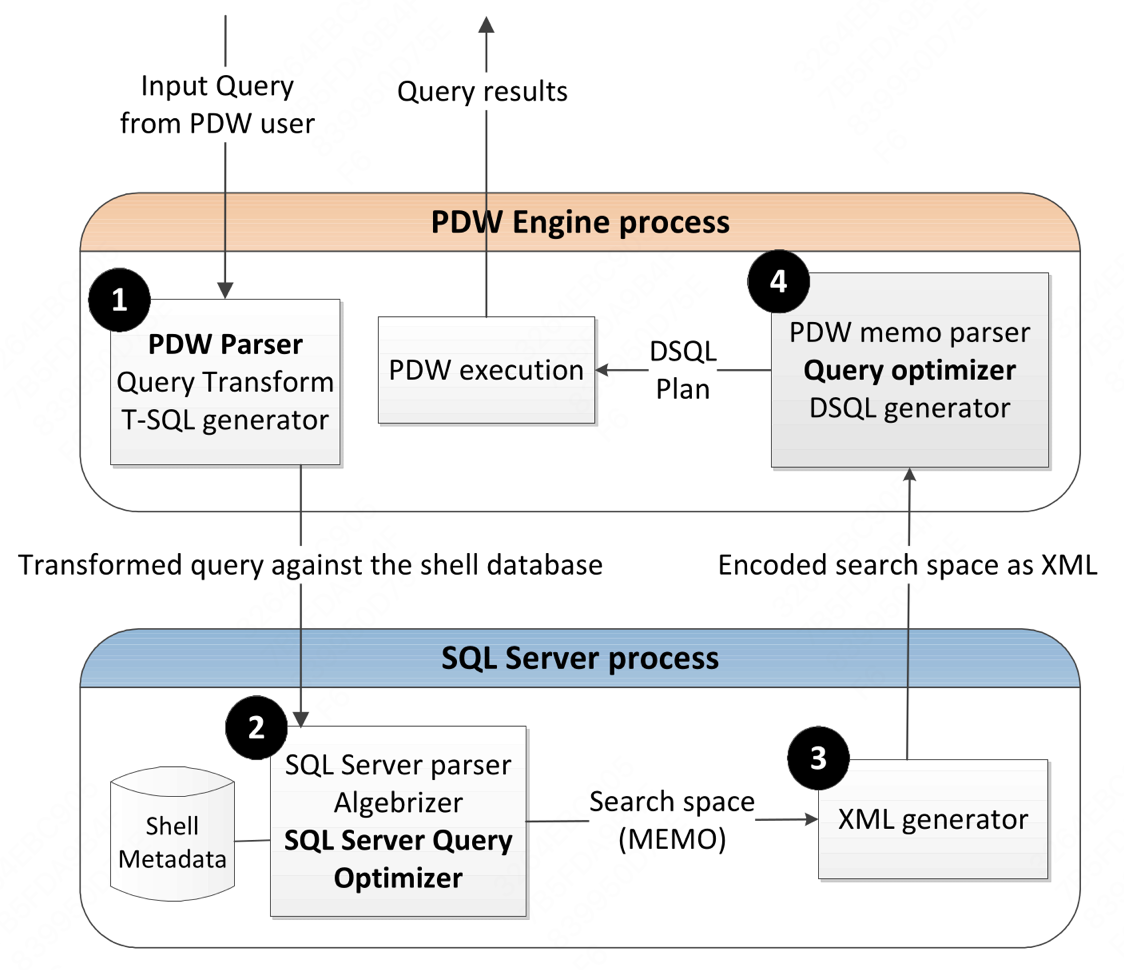 Input Query
from PDW user
Query results
PDW Engine process
1
PDW Parser
Query Transform
T-SQL generator
PDW execution
DSQL
Plan
4
PDW memo parser
Query optimizer
DSQL generator
Transformed query against the shell database
Encoded search space as XML
SQL Server process
2
SQL Server parser
Algebrizer
SQL Server Query
Optimizer
Shell
Metadata
Search space
(MEMO)
3
XML generator